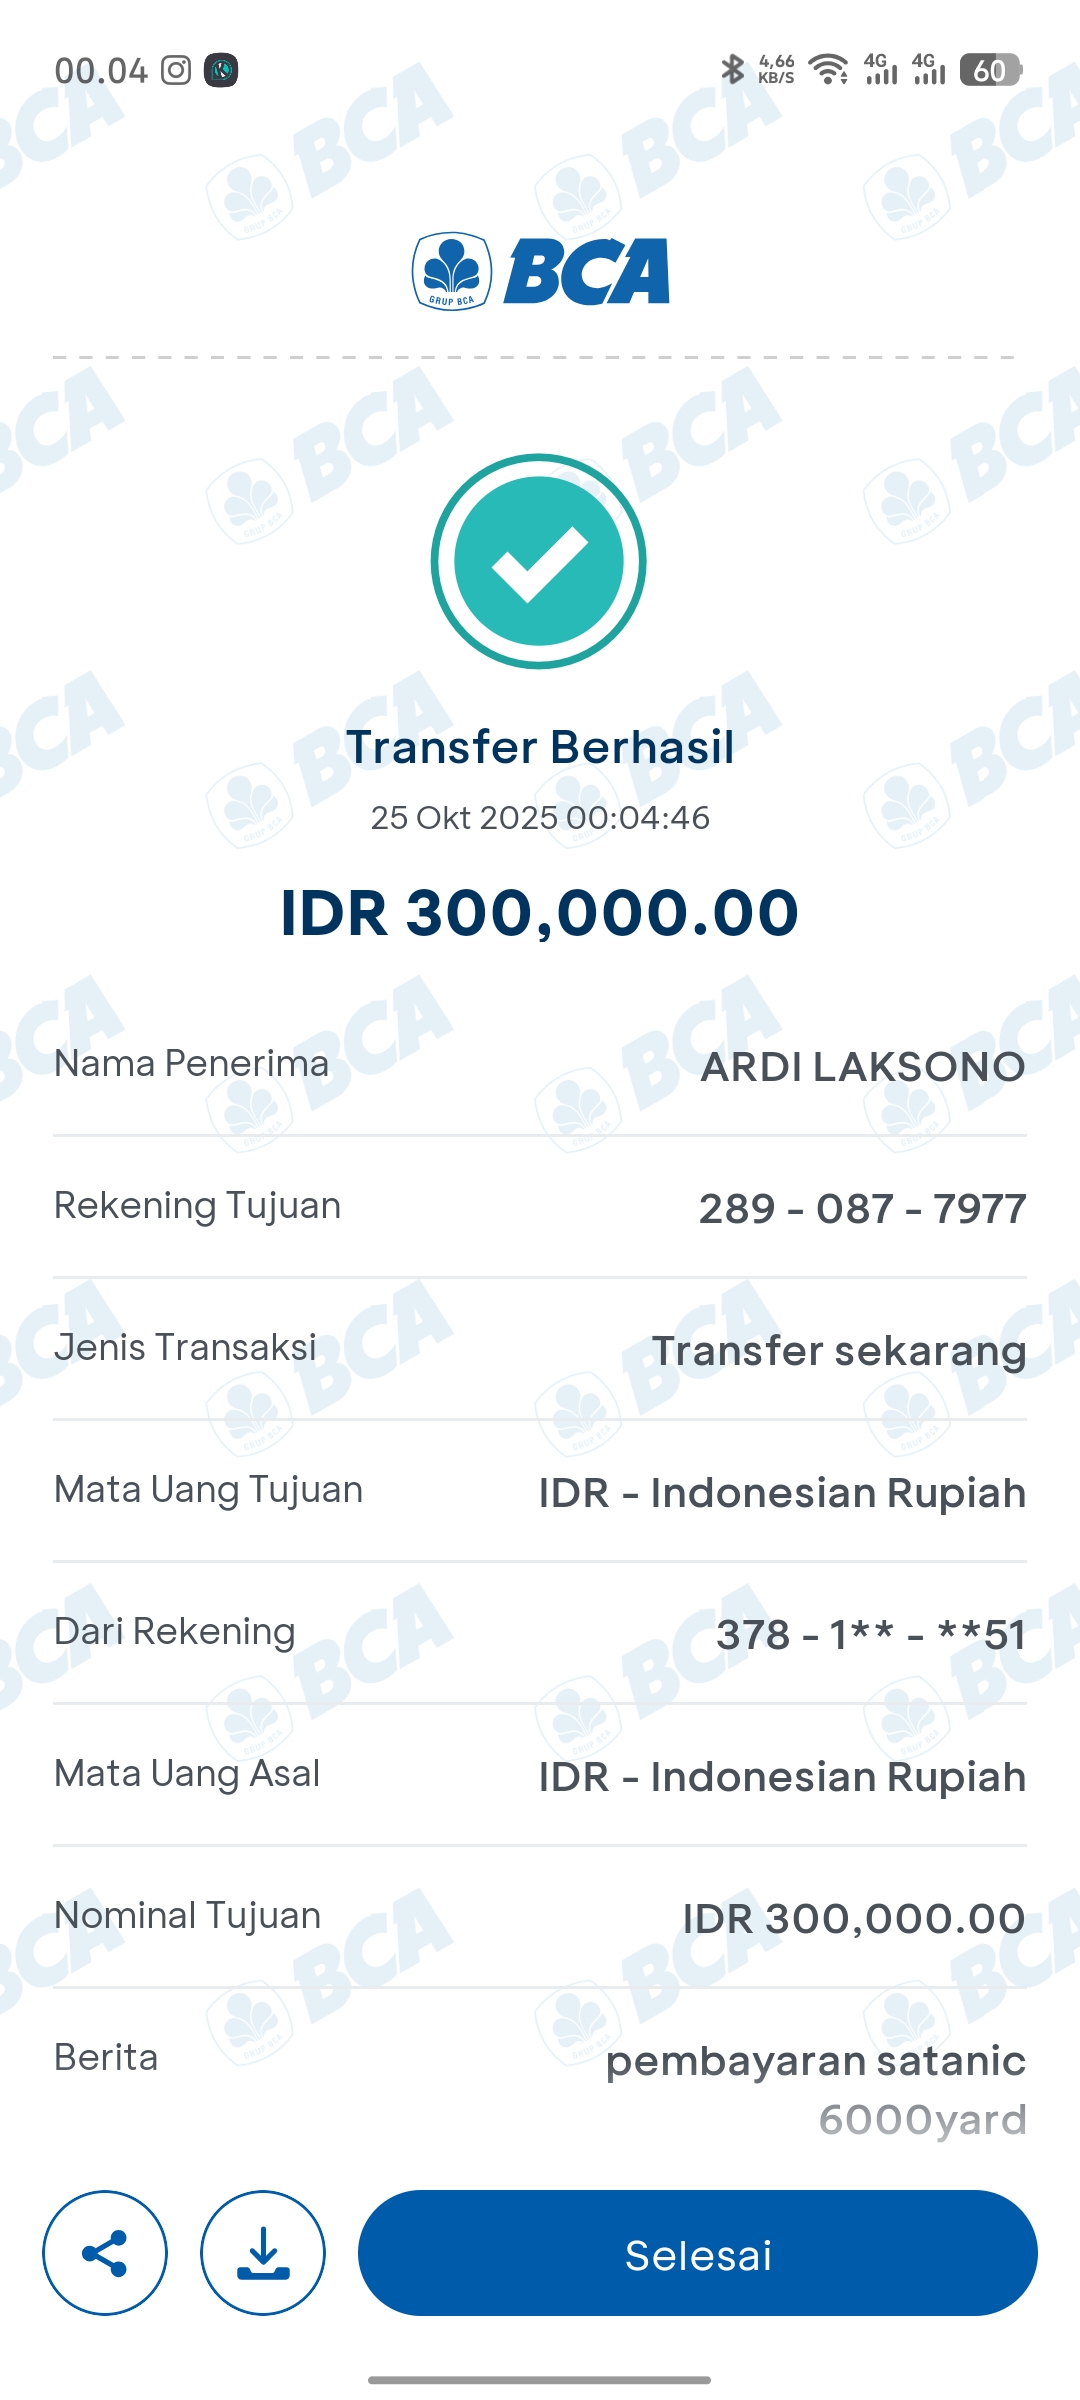 00.04
4,66
KB/S
4G
4G
60
GRUP BCA
BCA
Transfer Berhasil
25 Okt 2025 00:04:46
IDR 300,000.00
Nama Penerima
ARDI LAKSONO
Rekening Tujuan
289 - 087 - 7977
Jenis Transaksi
Transfer sekarang
Mata Uang Tujuan
IDR - Indonesian Rupiah
Dari Rekening
378 - 1** - **51
Mata Uang Asal
IDR - Indonesian Rupiah
Nominal Tujuan
IDR 300,000.00
Berita
pembayaran satanic
6000yard
Selesai